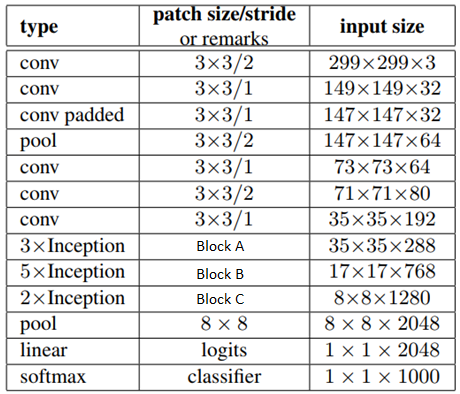 type patch size/stride or remarks input size
conv 3×3/2 299×299×3
conv 3×3/1 149×149×32
conv padded 3×3/1 147×147×32
pool 3×3/2 147×147×64
conv 3×3/1 73×73×64
conv 3×3/2 71×71×80
conv 3×3/1 35×35×192
3×Inception Block A 35×35×288
5×Inception Block B 17×17×768
2×Inception Block C 8×8×1280
pool 8 × 8 8 × 8 × 2048
linear logits 1 × 1 × 2048
softmax classifier 1 × 1 × 1000